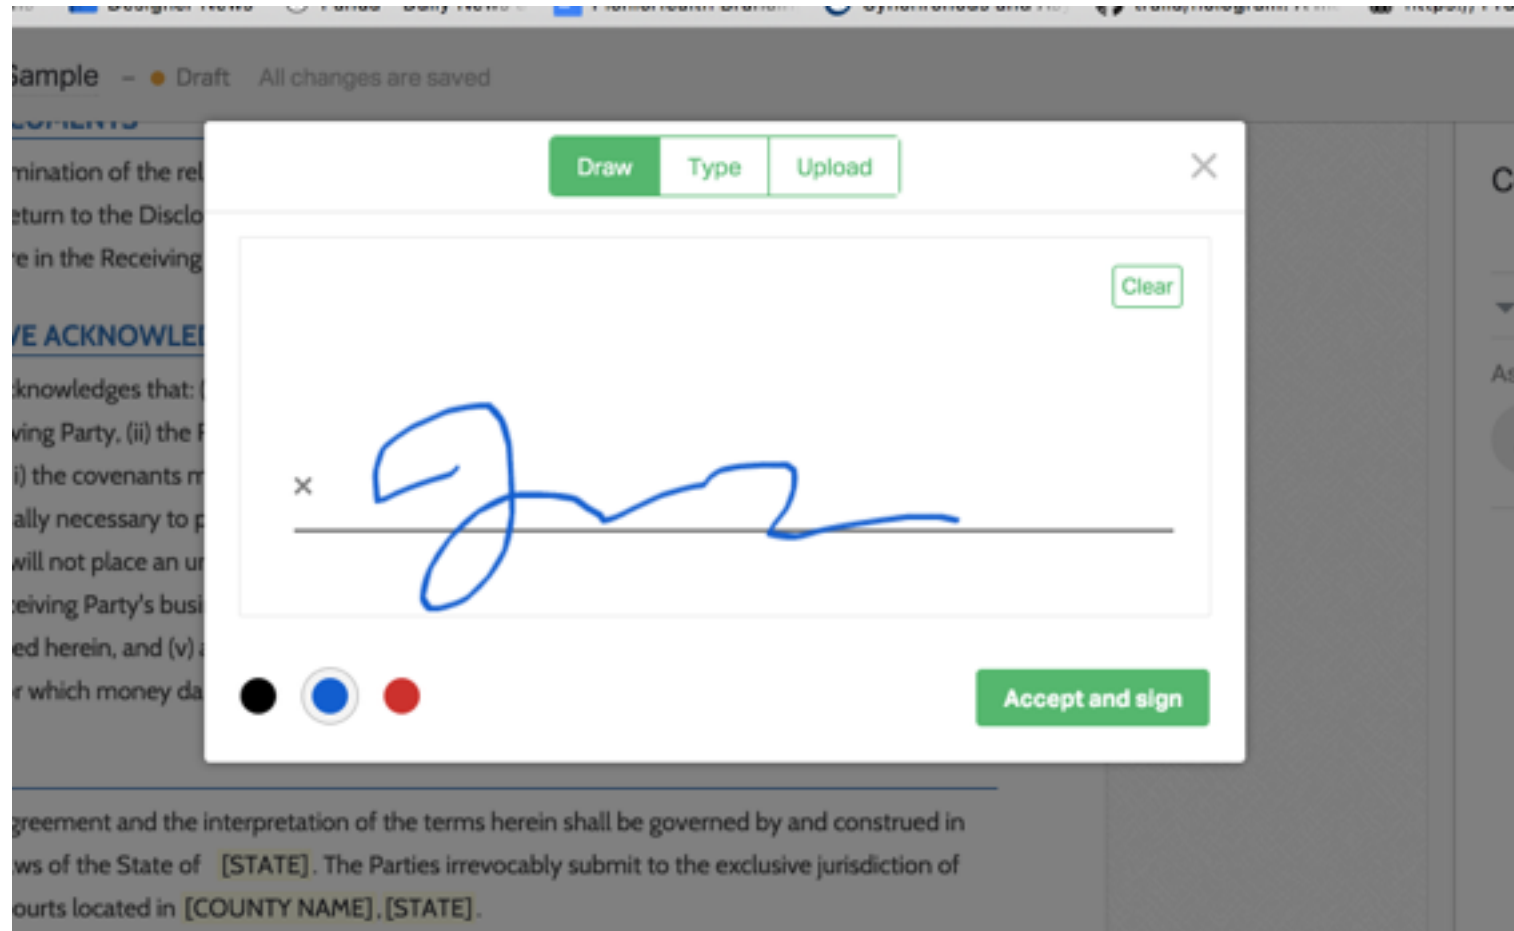 Sample – Draft All changes are saved
Draw Type Upload
Clear
×
Accept and sign
mination of the rel
eturn to the Disclo
e in the Receiving
VE ACKNOWLED
knowledges that: (
ving Party, (ii) the
i) the covenants m
ally necessary to p
will not place an un
eiving Party's busi
ed herein, and (v) a
r which money da
greement and the interpretation of the terms herein shall be governed by and construed in
ws of the State of [STATE]. The Parties irrevocably submit to the exclusive jurisdiction of
ourts located in [COUNTY NAME], [STATE].
C
As